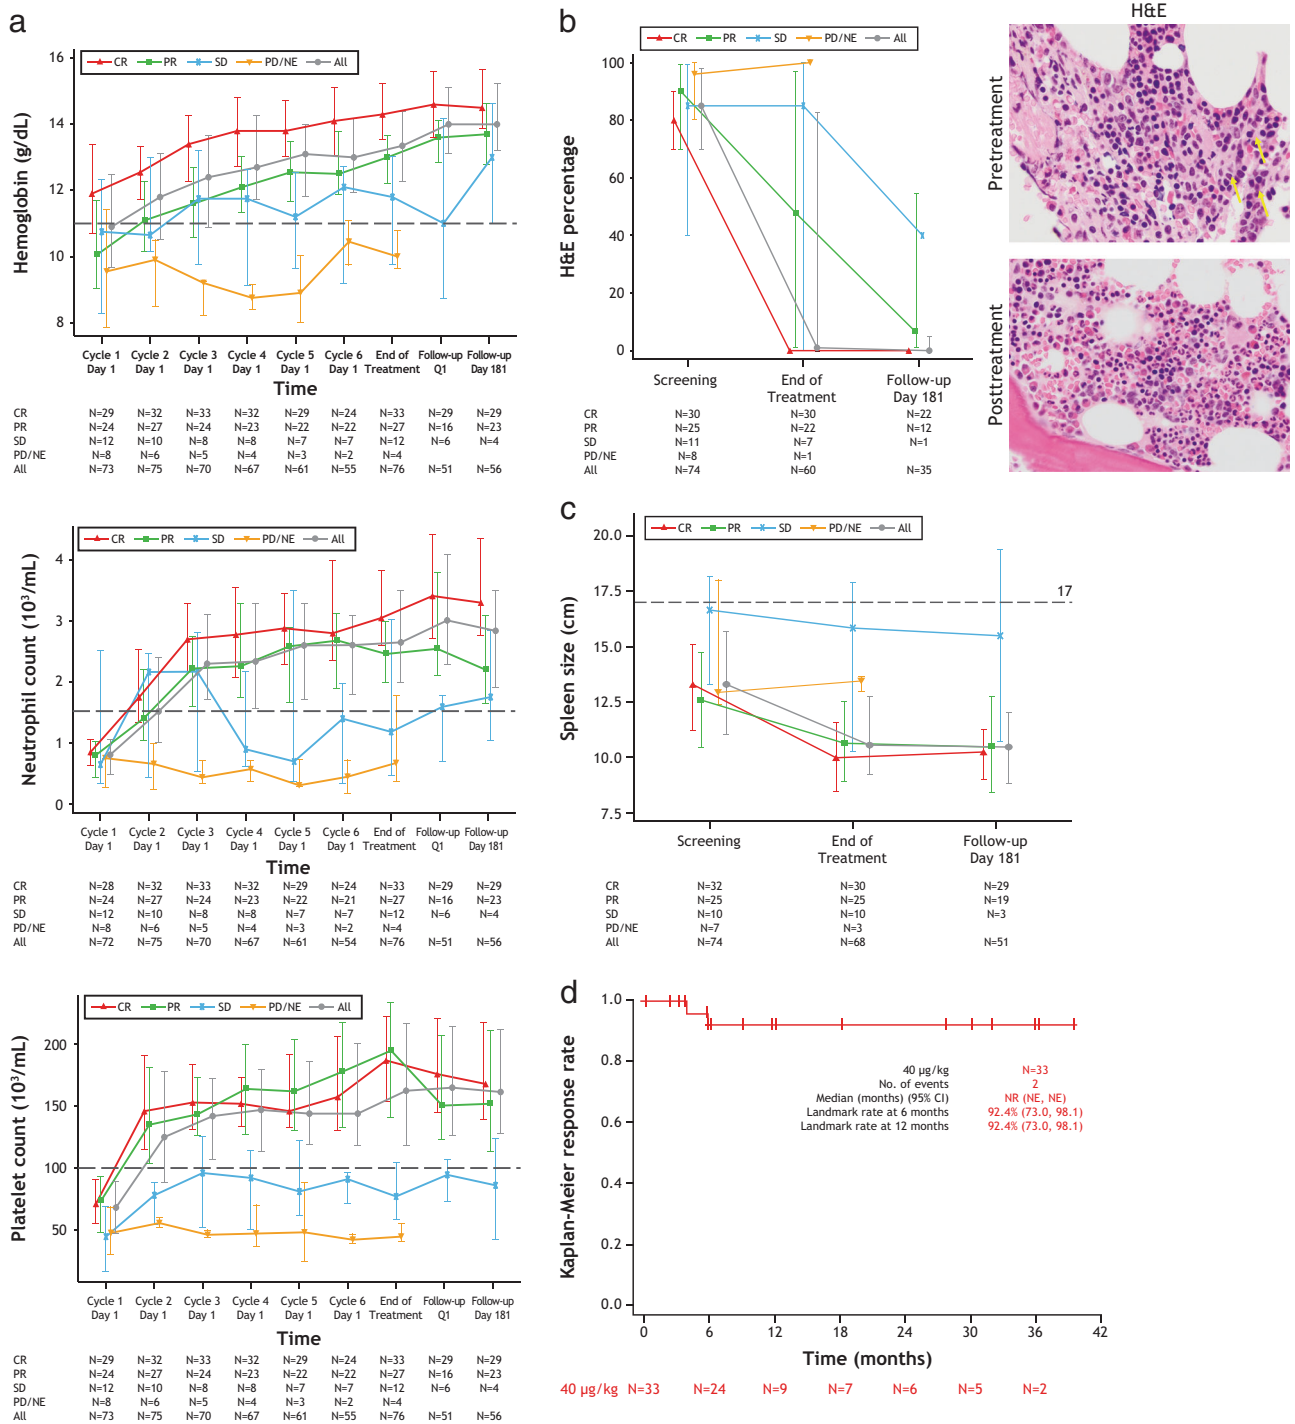 a
CR PR SD PD/NE All
Hemoglobin (g/dL)
16
14
12
10
8
Cycle 1 Day 1
Cycle 2 Day 1
Cycle 3 Day 1
Cycle 4 Day 1
Cycle 5 Day 1
Cycle 6 Day 1
End of Treatment
Follow-up Q1
Follow-up Day 181
Time
CR N=29 N=32 N=33 N=32 N=29 N=24 N=33 N=29 N=29
PR N=24 N=27 N=24 N=23 N=22 N=22 N=27 N=16 N=23
SD N=12 N=10 N=8 N=8 N=7 N=7 N=12 N=6 N=4
PD/NE N=8 N=6 N=5 N=4 N=3 N=2 N=4
All N=73 N=75 N=70 N=67 N=61 N=55 N=76 N=51 N=56
CR PR SD PD/NE All
Neutrophil count (10³/mL)
4
3
2
1
0
Cycle 1 Day 1
Cycle 2 Day 1
Cycle 3 Day 1
Cycle 4 Day 1
Cycle 5 Day 1
Cycle 6 Day 1
End of Treatment
Follow-up Q1
Follow-up Day 181
Time
CR N=28 N=32 N=33 N=32 N=29 N=24 N=33 N=29 N=29
PR N=24 N=27 N=24 N=23 N=22 N=21 N=27 N=16 N=23
SD N=12 N=10 N=8 N=8 N=7 N=7 N=12 N=6 N=4
PD/NE N=8 N=6 N=5 N=4 N=3 N=2 N=4
All N=72 N=75 N=70 N=67 N=61 N=54 N=76 N=51 N=56
CR PR SD PD/NE All
Platelet count (10³/mL)
200
150
100
50
Cycle 1 Day 1
Cycle 2 Day 1
Cycle 3 Day 1
Cycle 4 Day 1
Cycle 5 Day 1
Cycle 6 Day 1
End of Treatment
Follow-up Q1
Follow-up Day 181
Time
CR N=29 N=32 N=33 N=32 N=29 N=24 N=33 N=29 N=29
PR N=24 N=27 N=24 N=23 N=22 N=22 N=27 N=16 N=23
SD N=12 N=10 N=8 N=8 N=7 N=7 N=12 N=6 N=4
PD/NE N=8 N=6 N=5 N=4 N=3 N=2 N=4
All N=73 N=75 N=70 N=67 N=61 N=55 N=76 N=51 N=56
b
CR PR SD PD/NE All
H&E percentage
100
80
60
40
20
0
Screening
End of Treatment
Follow-up Day 181
CR N=30 N=30 N=22
PR N=25 N=22 N=12
SD N=11 N=7 N=1
PD/NE N=8 N=1
All N=74 N=60 N=35
H&E
Pretreatment
Posttreatment
c
CR PR SD PD/NE All
Spleen size (cm)
20.0
17.5
15.0
12.5
10.0
7.5
17
Screening
End of Treatment
Follow-up Day 181
CR N=32 N=30 N=29
PR N=25 N=25 N=19
SD N=10 N=10 N=3
PD/NE N=7 N=3
All N=74 N=68 N=51
d
Kaplan-Meier response rate
1.0
0.8
0.6
0.4
0.2
0.0
40 µg/kg N=33
No. of events 2
Median (months) (95% CI) NR (NE, NE)
Landmark rate at 6 months 92.4% (73.0, 98.1)
Landmark rate at 12 months 92.4% (73.0, 98.1)
0 6 12 18 24 30 36 42
Time (months)
40 µg/kg N=33 N=24 N=9 N=7 N=6 N=5 N=2